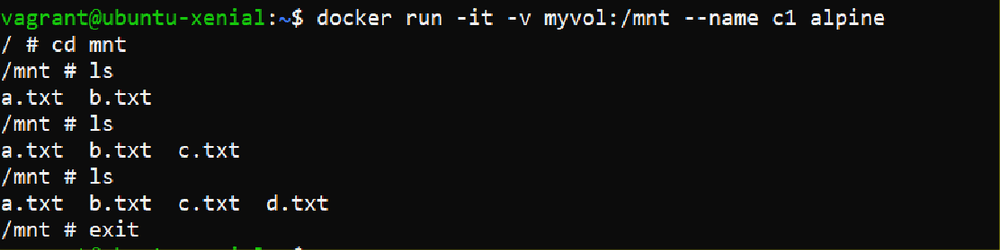 vagrant@ubuntu-xenial:~$ docker run -it -v myvol:/mnt --name c1 alpine
/ # cd mnt
/mnt # ls
a.txt  b.txt
/mnt # ls
a.txt  b.txt  c.txt
/mnt # ls
a.txt  b.txt  c.txt  d.txt
/mnt # exit